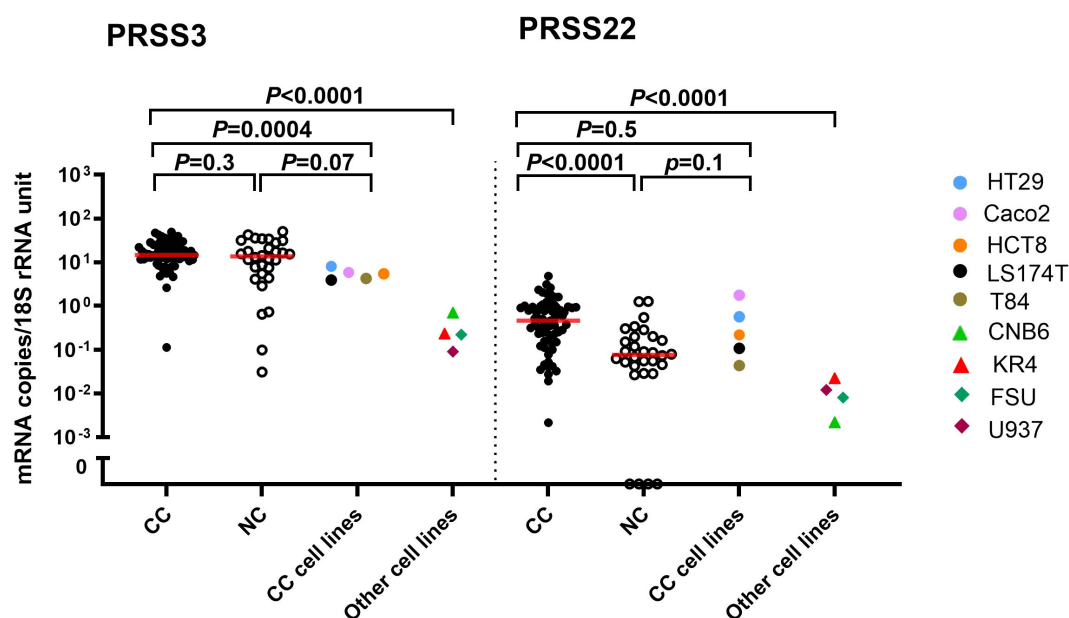 PRSS3
PRSS22
P<0.0001
P=0.0004
P=0.3
P=0.07
P<0.0001
P=0.5
P<0.0001
p=0.1
mRNA copies/18S rRNA unit
10³
10²
10¹
10⁰
10⁻¹
10⁻²
10⁻³
0
CC
NC
CC cell lines
Other cell lines
CC
NC
CC cell lines
Other cell lines
HT29
Caco2
HCT8
LS174T
T84
CNB6
KR4
FSU
U937